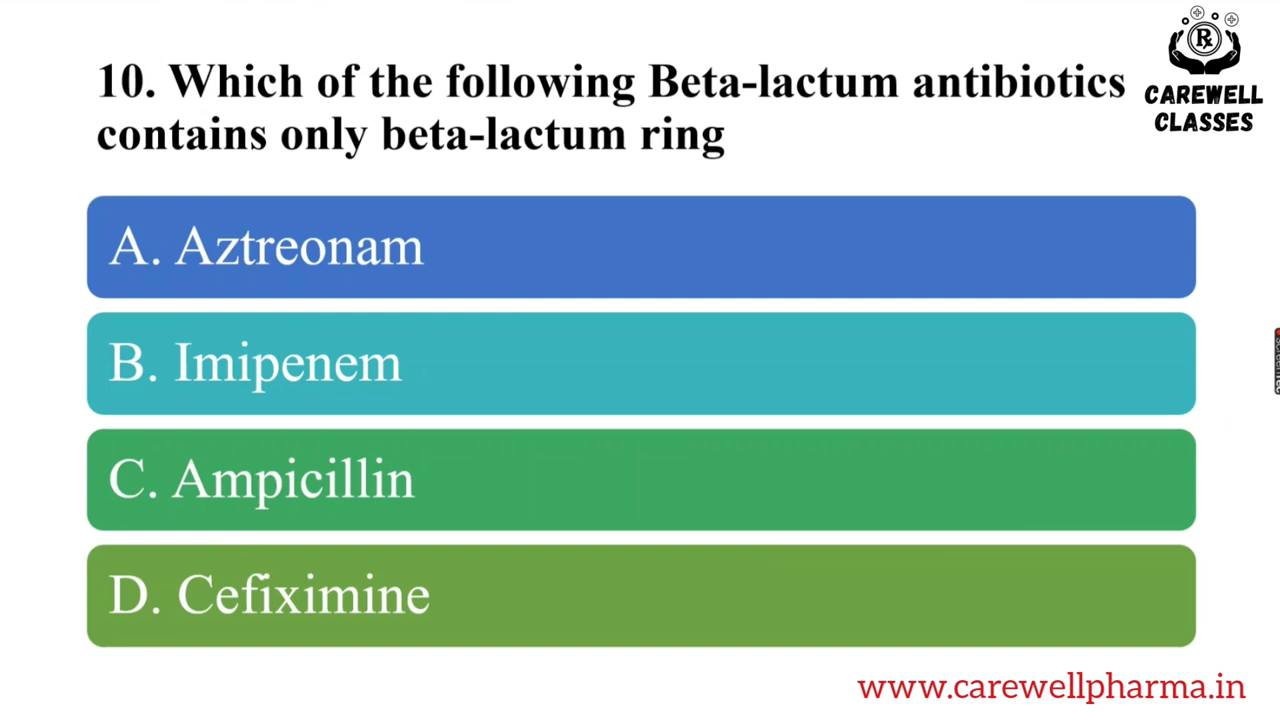 10. Which of the following Beta-lactum antibiotics
contains only beta-lactum ring
℞
CAREWELL
CLASSES
A. Aztreonam
B. Imipenem
C. Ampicillin
D. Cefiximine
www.carewellpharma.in